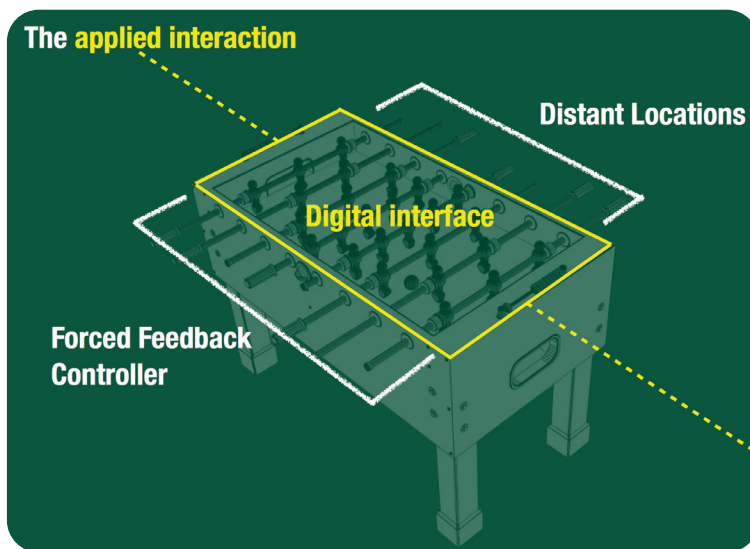 The applied interaction
Distant Locations
Digital interface
Forced Feedback
Controller